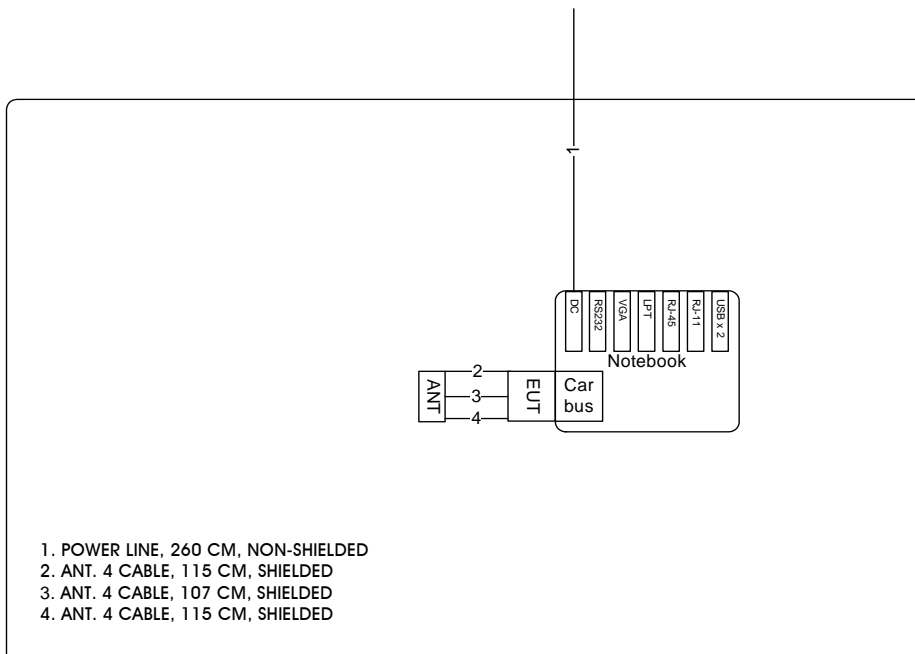 1
DC
RS232
VGA
LPT
RJ-45
RJ-11
USB x 2
Notebook
ANT
2
3
4
EUT
Car
bus
1. POWER LINE, 260 CM, NON-SHIELDED
2. ANT. 4 CABLE, 115 CM, SHIELDED
3. ANT. 4 CABLE, 107 CM, SHIELDED
4. ANT. 4 CABLE, 115 CM, SHIELDED